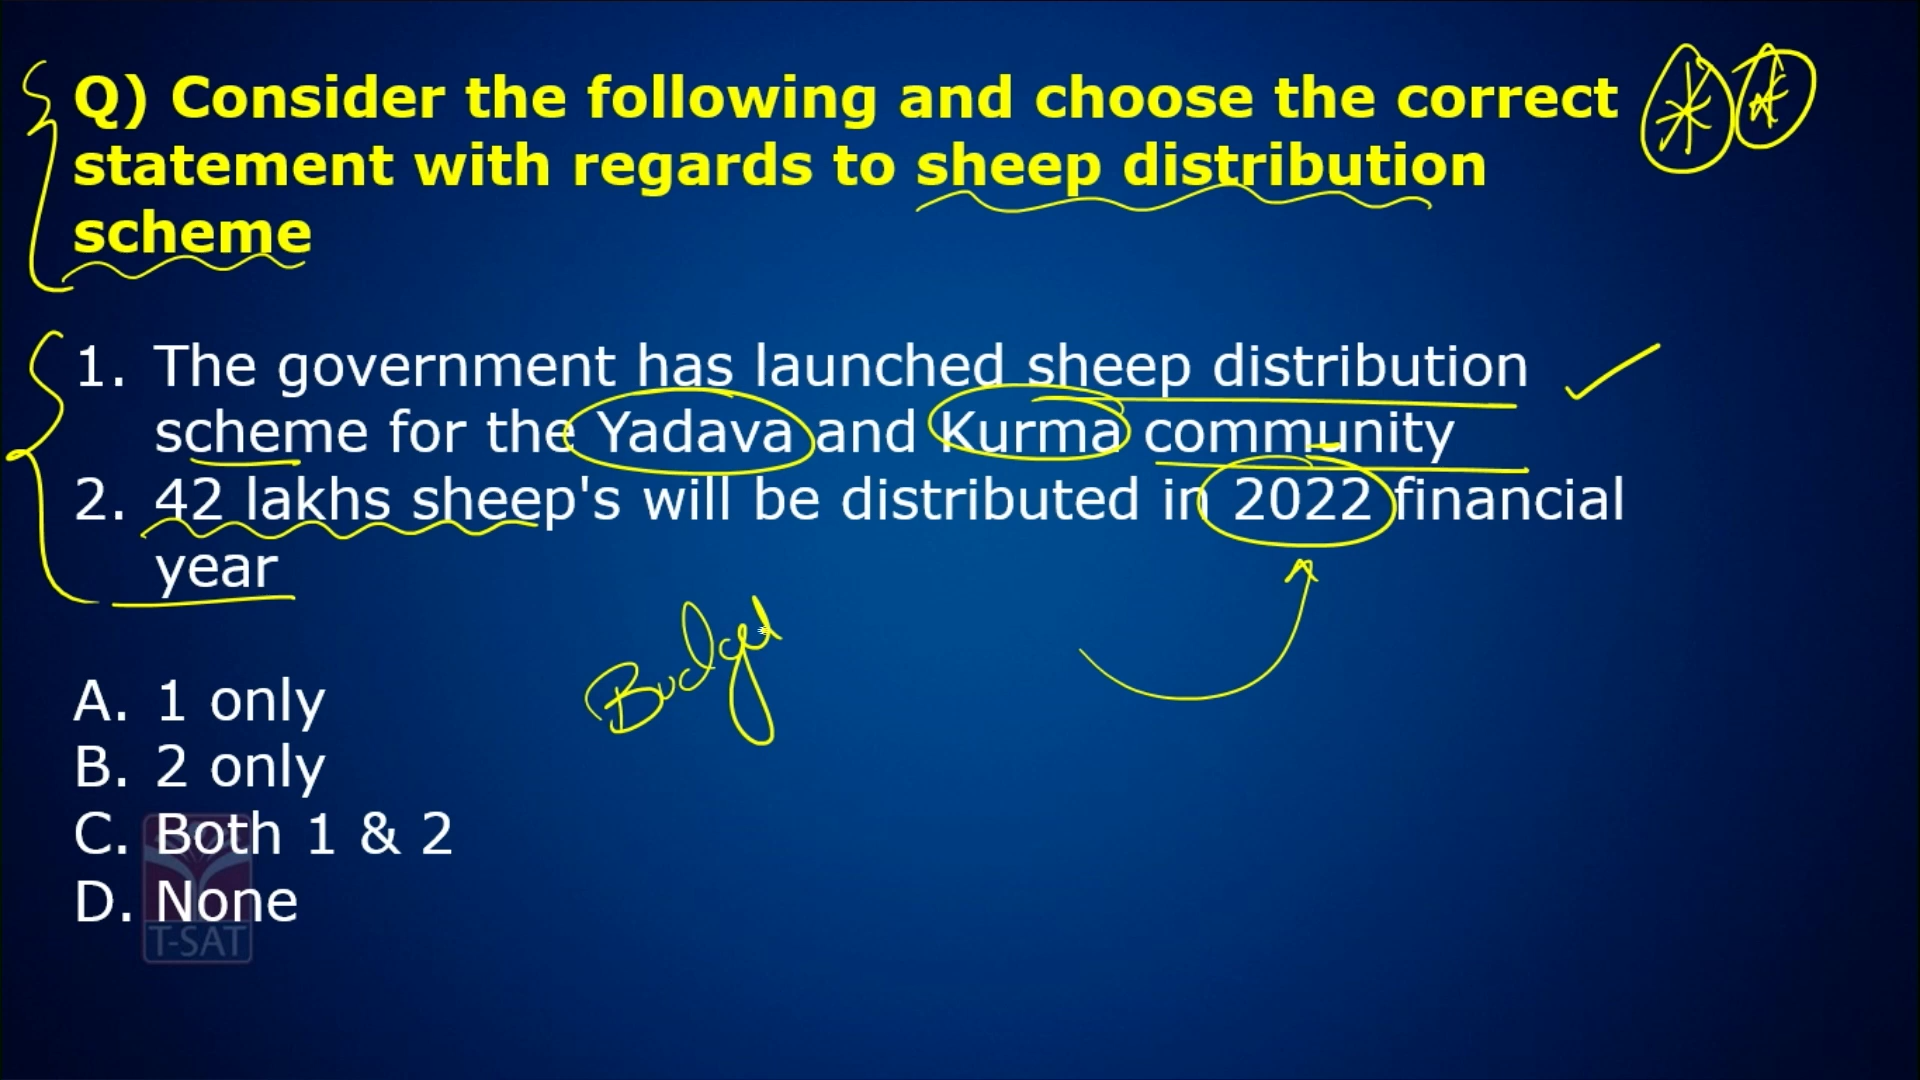 Q) Consider the following and choose the correct
statement with regards to sheep distribution
scheme
1. The government has launched sheep distribution
scheme for the Yadava and Kurma community
2. 42 lakhs sheep's will be distributed in 2022 financial
year
Budget
A. 1 only
B. 2 only
C. Both 1 & 2
D. None
T-SAT